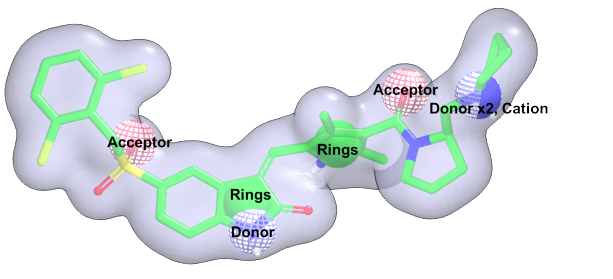 Acceptor
Donor x2, Cation
Acceptor
Rings
Rings
Donor